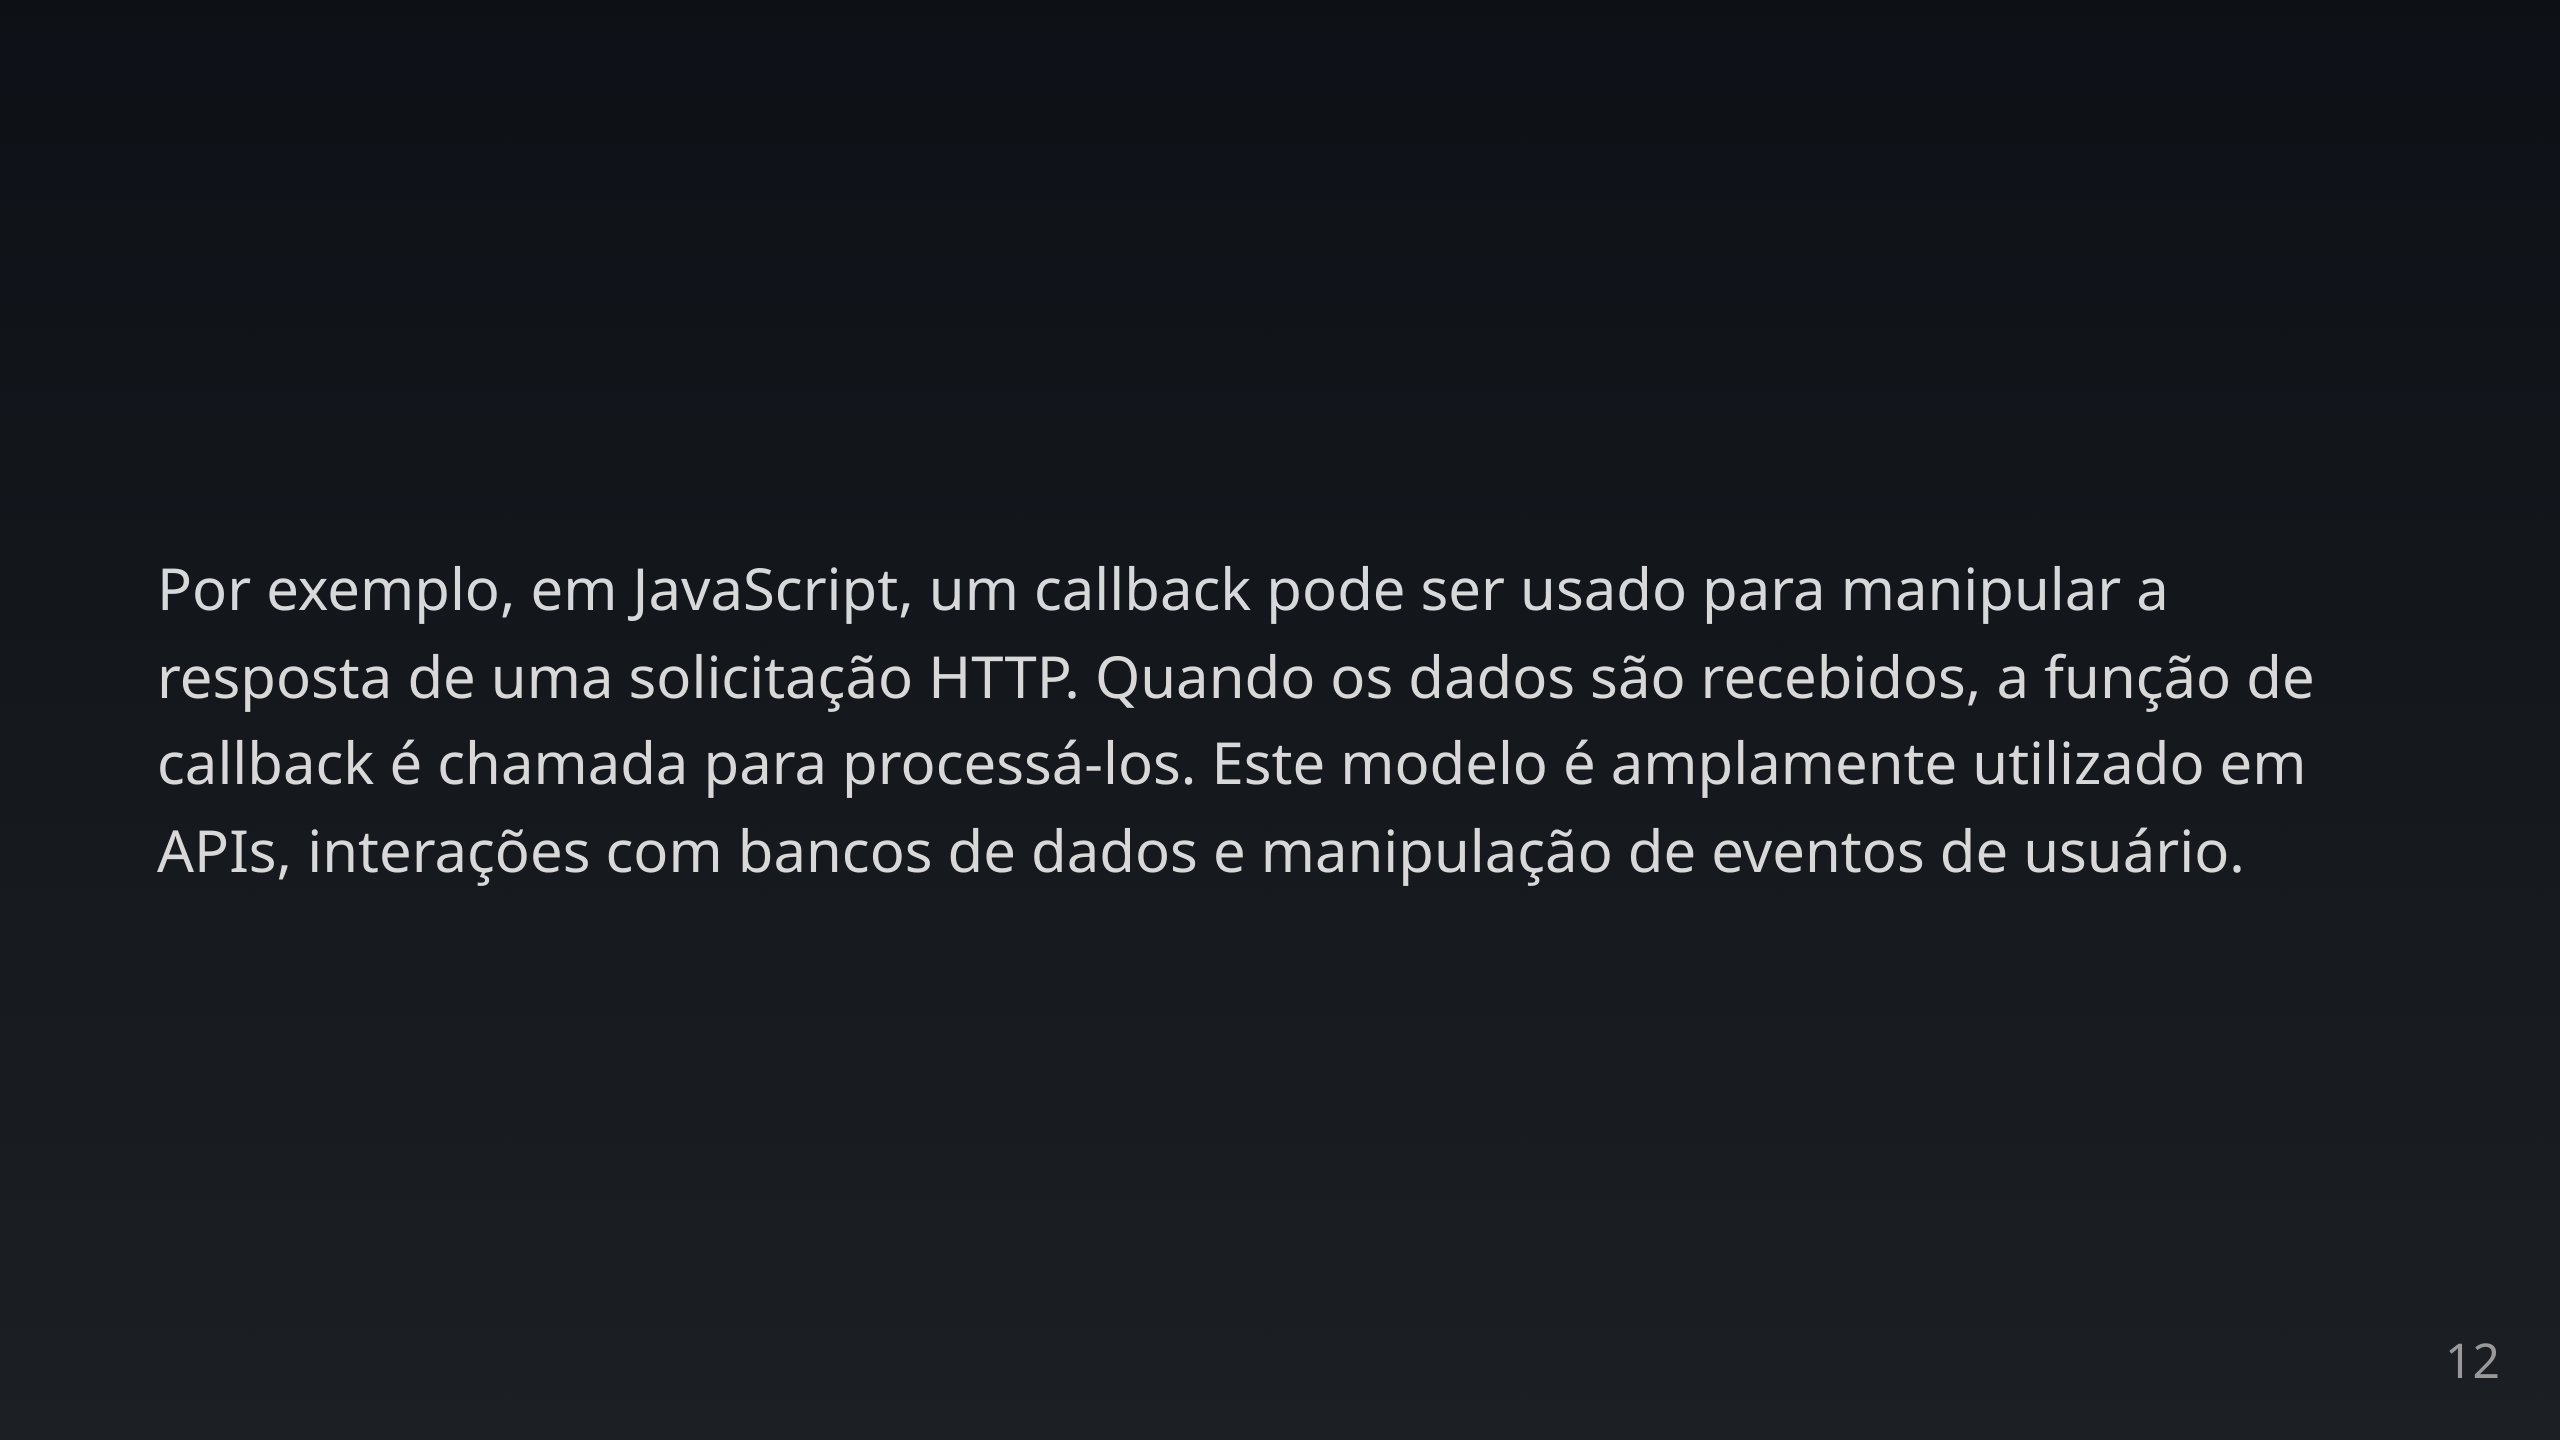 Por exemplo, em JavaScript, um callback pode ser usado para manipular a
resposta de uma solicitação HTTP. Quando os dados são recebidos, a função de
callback é chamada para processá-los. Este modelo é amplamente utilizado em
APIs, interações com bancos de dados e manipulação de eventos de usuário.
12